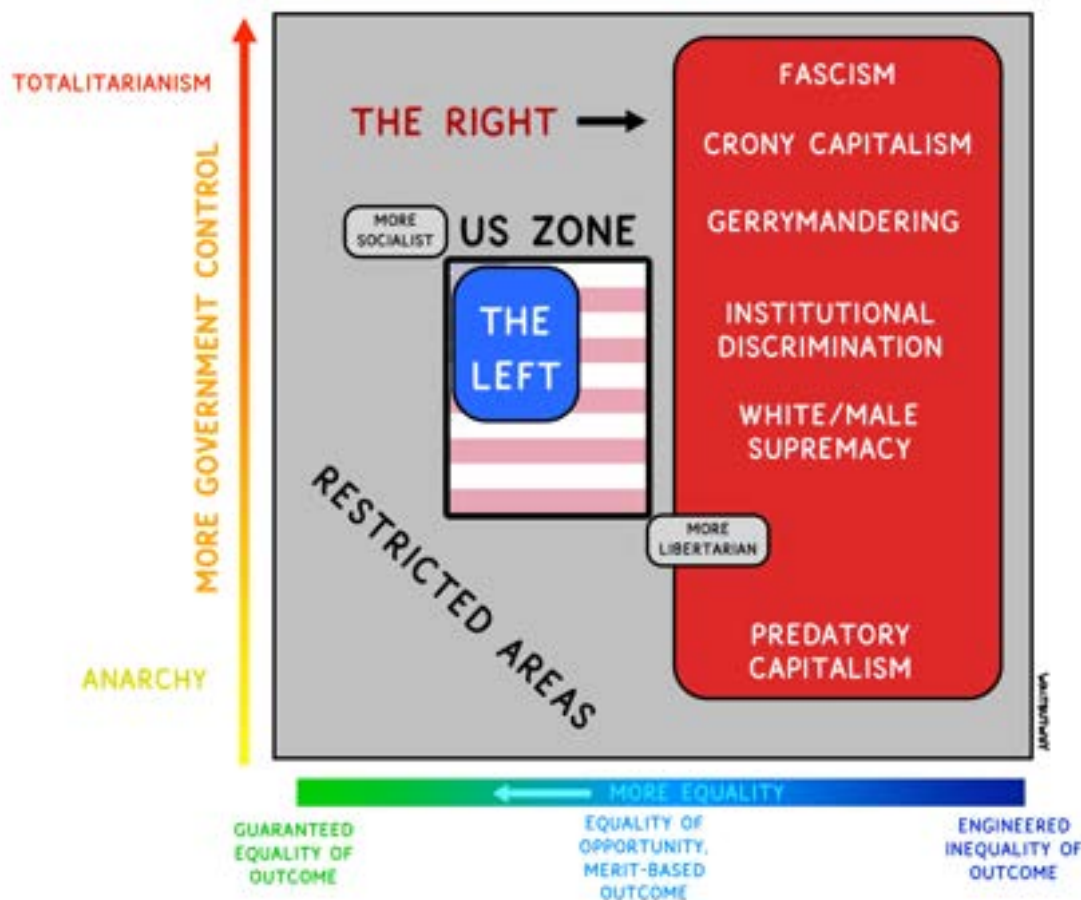 TOTALITARIANISM
MORE GOVERNMENT CONTROL
ANARCHY
THE RIGHT
MORE
SOCIALIST
US ZONE
THE
LEFT
RESTRICTED AREAS
FASCISM
CRONY CAPITALISM
GERRYMANDERING
INSTITUTIONAL
DISCRIMINATION
WHITE/MALE
SUPREMACY
MORE
LIBERTARIAN
PREDATORY
CAPITALISM
MORE EQUALITY
GUARANTEED
EQUALITY OF
OUTCOME
EQUALITY OF
OPPORTUNITY,
MERIT-BASED
OUTCOME
ENGINEERED
INEQUALITY OF
OUTCOME